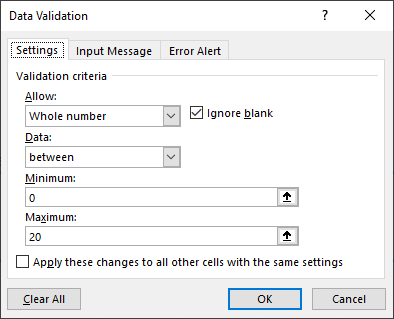 Data Validation ?
Settings Input Message Error Alert
Validation criteria
Allow:
Whole number Ignore blank
Data:
between
Minimum:
0
Maximum:
20
Apply these changes to all other cells with the same settings
Clear All OK Cancel